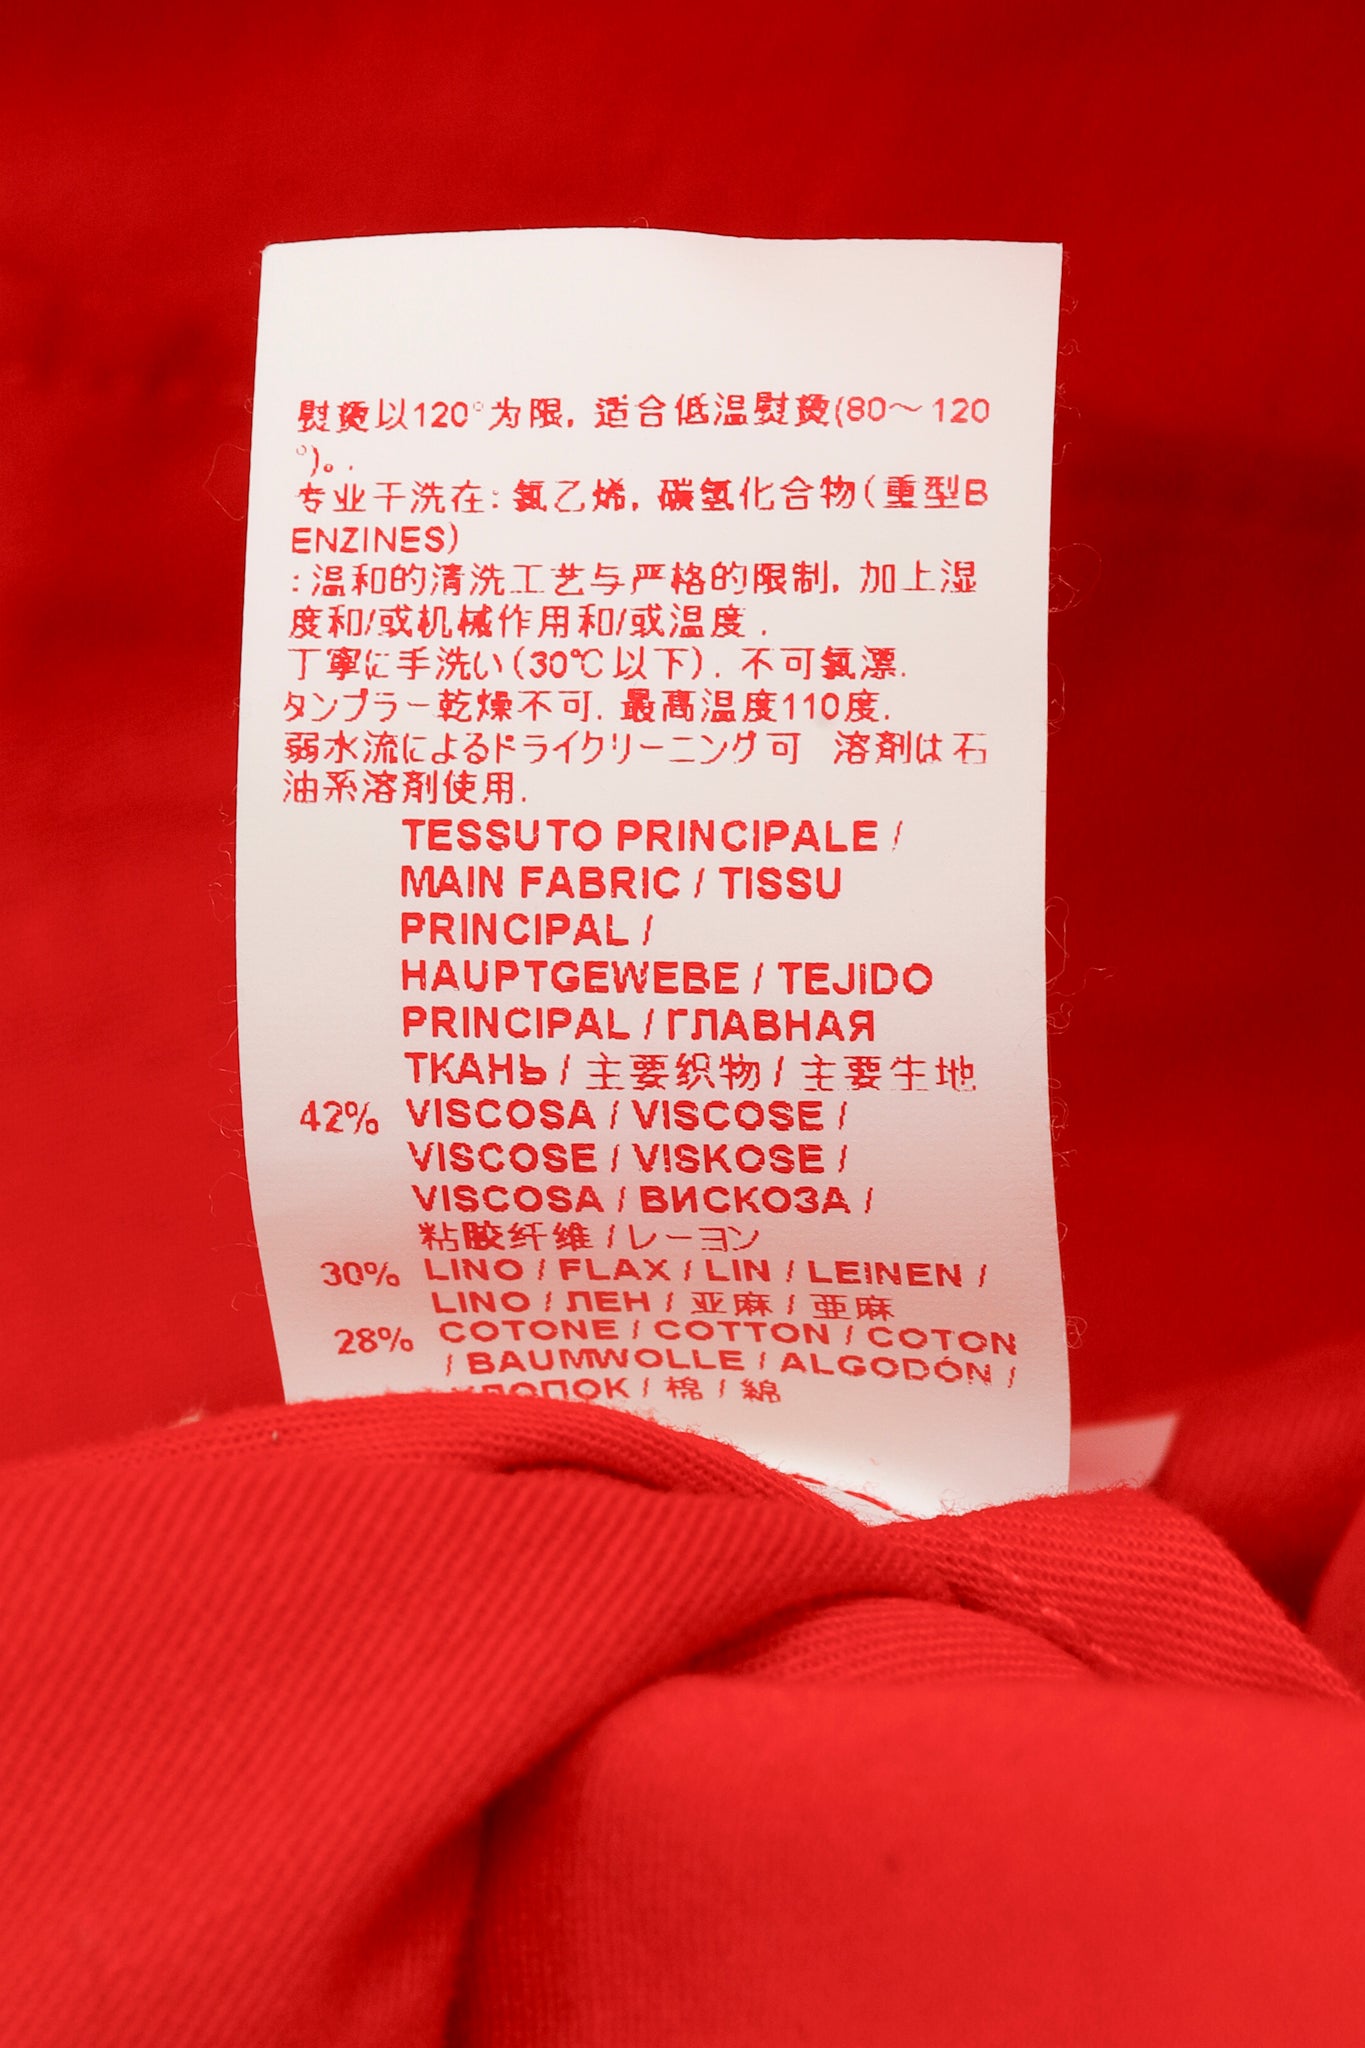 熨烫以120°为限, 适合低温熨烫(80～120
°)。.
专业干洗在: 氯乙烯, 碳氢化合物(重型B
ENZINES)
:温和的清洗工艺与严格的限制, 加上湿
度和/或机械作用和/或温度.
丁寧に手洗い(30℃以下). 不可氯漂.
タンブラー乾燥不可. 最高温度110度.
弱水流によるドライクリーニング可 溶剤は石
油系溶剤使用.
TESSUTO PRINCIPALE /
MAIN FABRIC / TISSU
PRINCIPAL /
HAUPTGEWEBE / TEJIDO
PRINCIPAL / ГЛАВНАЯ
ТКАНЬ / 主要织物 / 主要生地
42% VISCOSA / VISCOSE /
VISCOSE / VISKOSE /
VISCOSA / ВИСКОЗА /
粘胶纤维 / レーヨン
30% LINO / FLAX / LIN / LEINEN /
LINO / ЛЕН / 亚麻 / 亜麻
28% COTONE / COTTON / COTON
/ BAUMWOLLE / ALGODÓN /
ХЛОПОК / 棉 / 綿